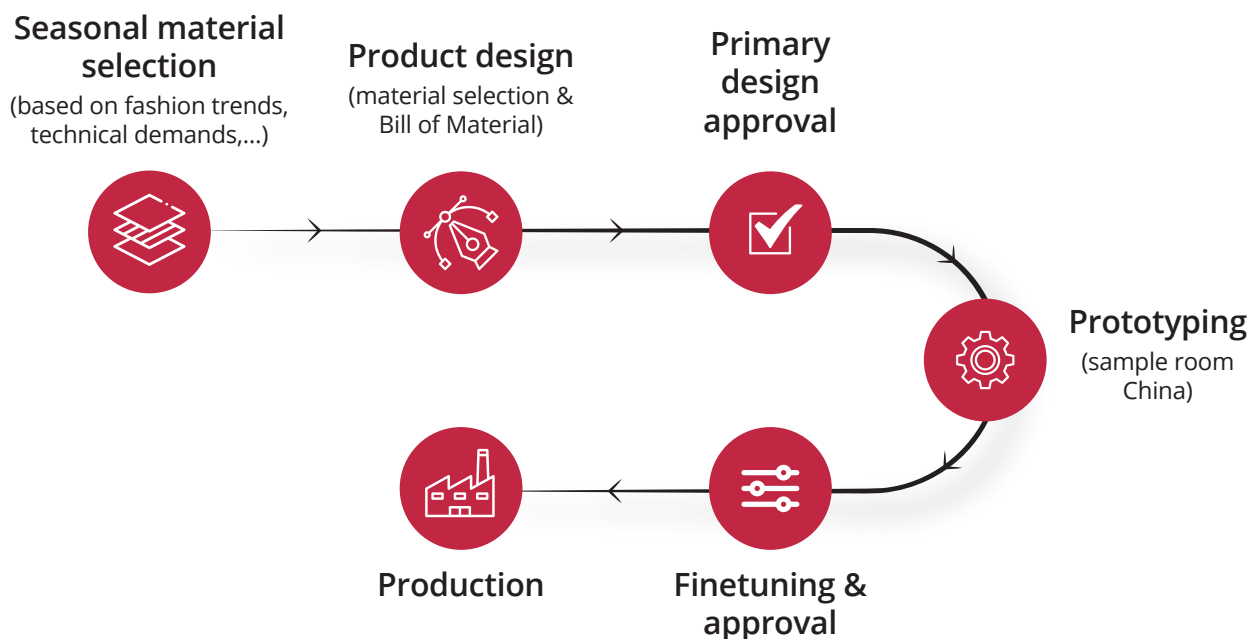 Seasonal material
selection
(based on fashion trends,
technical demands,...)
Product design
(material selection &
Bill of Material)
Primary
design
approval
Prototyping
(sample room
China)
Finetuning &
approval
Production